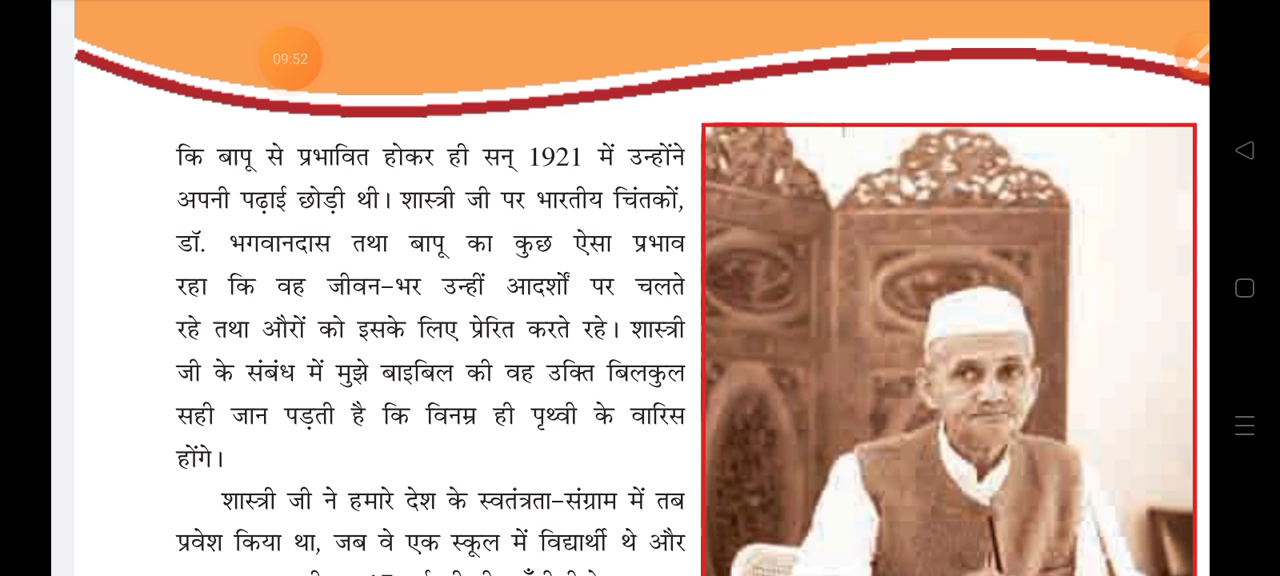 09:52
कि बापू से प्रभावित होकर ही सन् 1921 में उन्होंने
अपनी पढ़ाई छोड़ी थी। शास्त्री जी पर भारतीय चिंतकों,
डॉ. भगवानदास तथा बापू का कुछ ऐसा प्रभाव
रहा कि वह जीवन-भर उन्हीं आदर्शों पर चलते
रहे तथा औरों को इसके लिए प्रेरित करते रहे। शास्त्री
जी के संबंध में मुझे बाइबिल की वह उक्ति बिलकुल
सही जान पड़ती है कि विनम्र ही पृथ्वी के वारिस
होंगे।
शास्त्री जी ने हमारे देश के स्वतंत्रता-संग्राम में तब
प्रवेश किया था, जब वे एक स्कूल में विद्यार्थी थे और